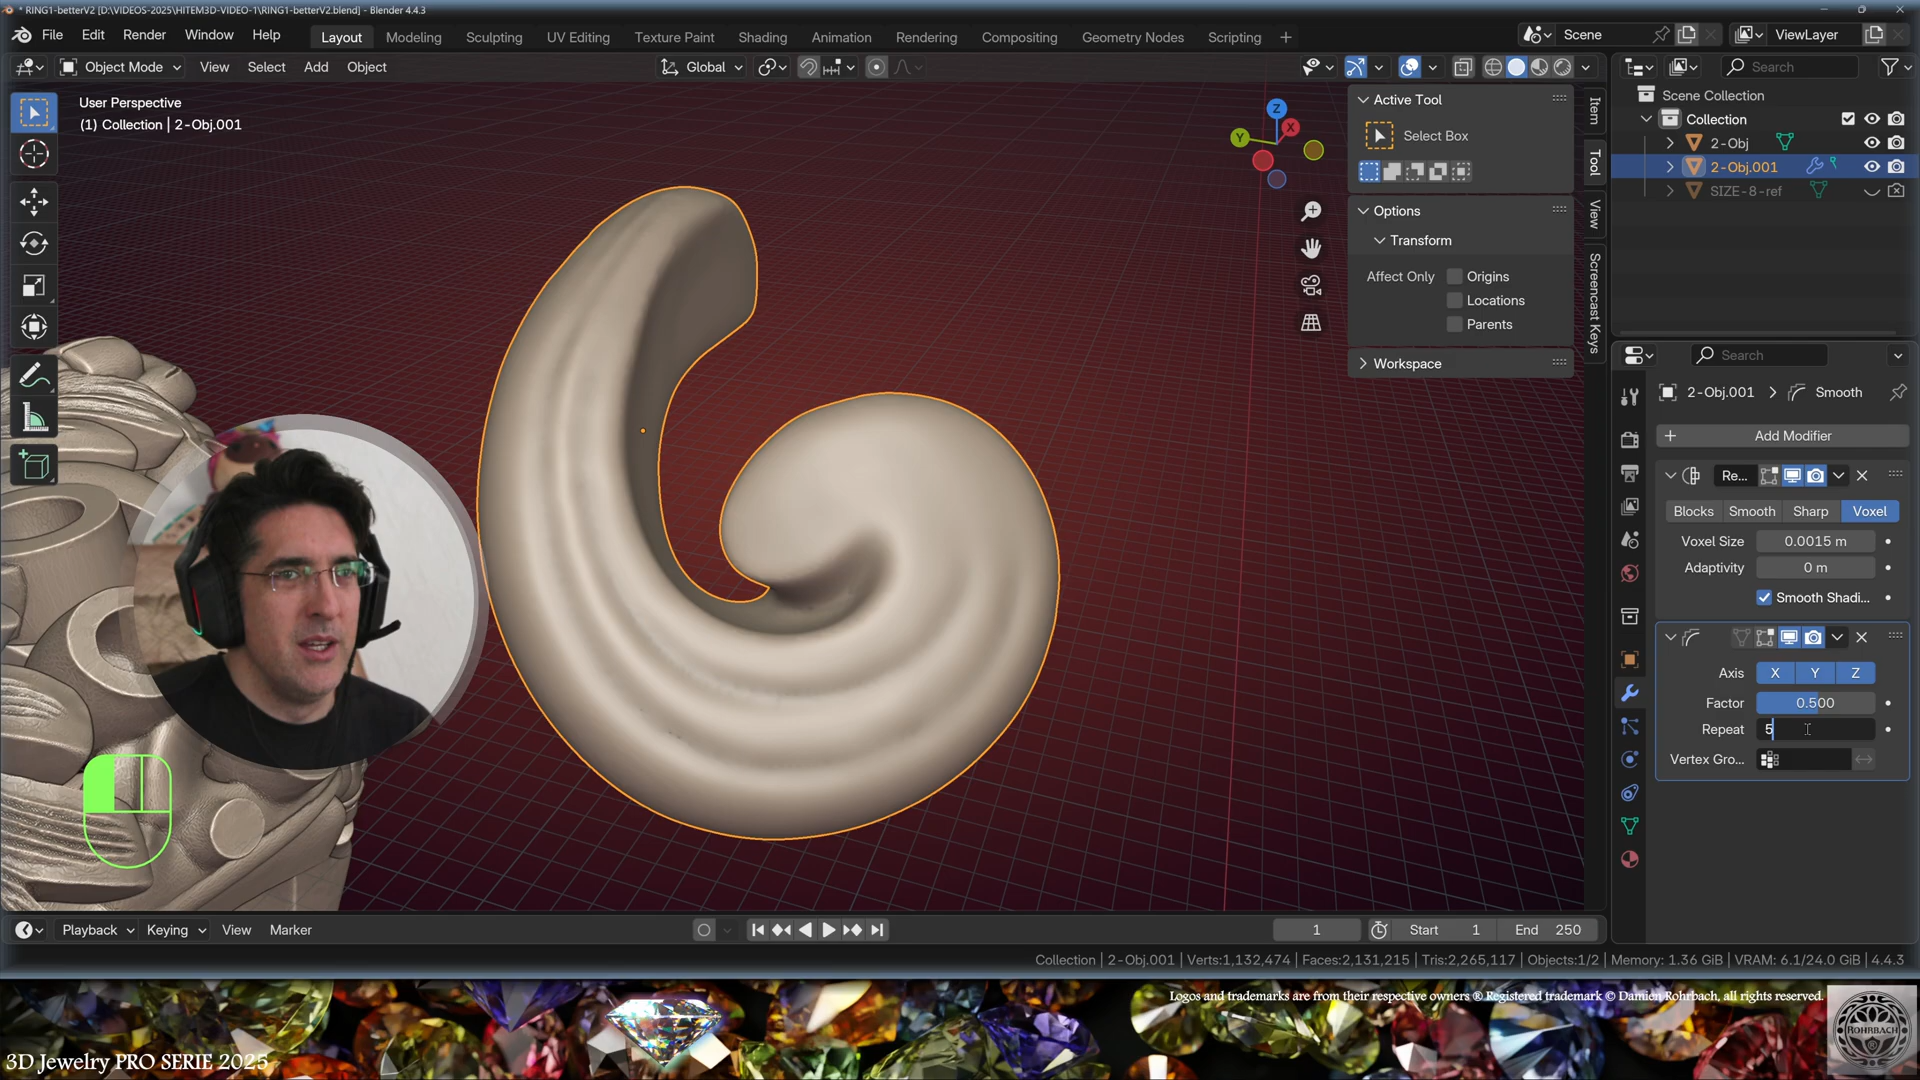 * RING1-betterV2 [D:\VIDEOS-2025\HITEM3D-VIDEO-1\RING1-betterV2.blend] - Blender 4.4.3
File Edit Render Window Help
Layout Modeling Sculpting UV Editing Texture Paint Shading Animation Rendering Compositing Geometry Nodes Scripting +
Scene
ViewLayer
Object Mode View Select Add Object
Global
Search
User Perspective
(1) Collection | 2-Obj.001
Z
X
Y
Active Tool
Select Box
Options
Transform
Affect Only Origins
Locations
Parents
Workspace
Item
Tool
View
Screencast Keys
Scene Collection
Collection
2-Obj
2-Obj.001
SIZE-8-ref
Search
2-Obj.001 > Smooth
+ Add Modifier
Re...
Blocks Smooth Sharp Voxel
Voxel Size 0.0015 m
Adaptivity 0 m
Smooth Shadi...
Axis X Y Z
Factor 0.500
Repeat 5
Vertex Gro...
Playback Keying View Marker
1
Start 1
End 250
Collection | 2-Obj.001 | Verts:1,132,474 | Faces:2,131,215 | Tris:2,265,117 | Objects:1/2 | Memory: 1.36 GiB | VRAM: 6.1/24.0 GiB | 4.4.3
Logos and trademarks are from their respective owners ® Registered trademark © Damien Rohrbach, all rights reserved.
3D Jewelry PRO SERIE 2025
ROHRBACH
®